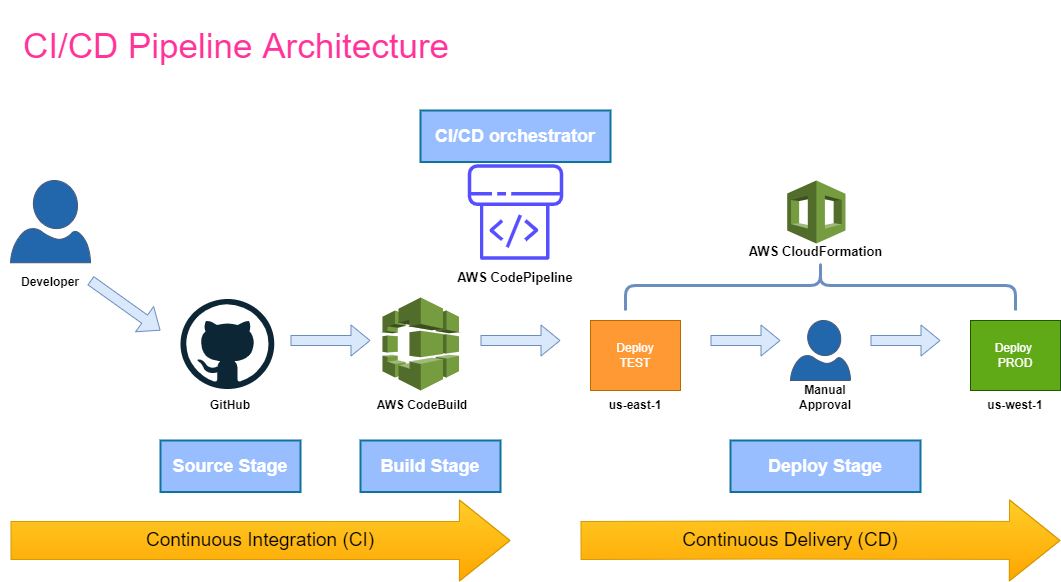 CI/CD Pipeline Architecture
CI/CD orchestrator
AWS CodePipeline
AWS CloudFormation
Developer
GitHub
AWS CodeBuild
Deploy
TEST
us-east-1
Manual
Approval
Deploy
PROD
us-west-1
Source Stage
Build Stage
Deploy Stage
Continuous Integration (CI)
Continuous Delivery (CD)